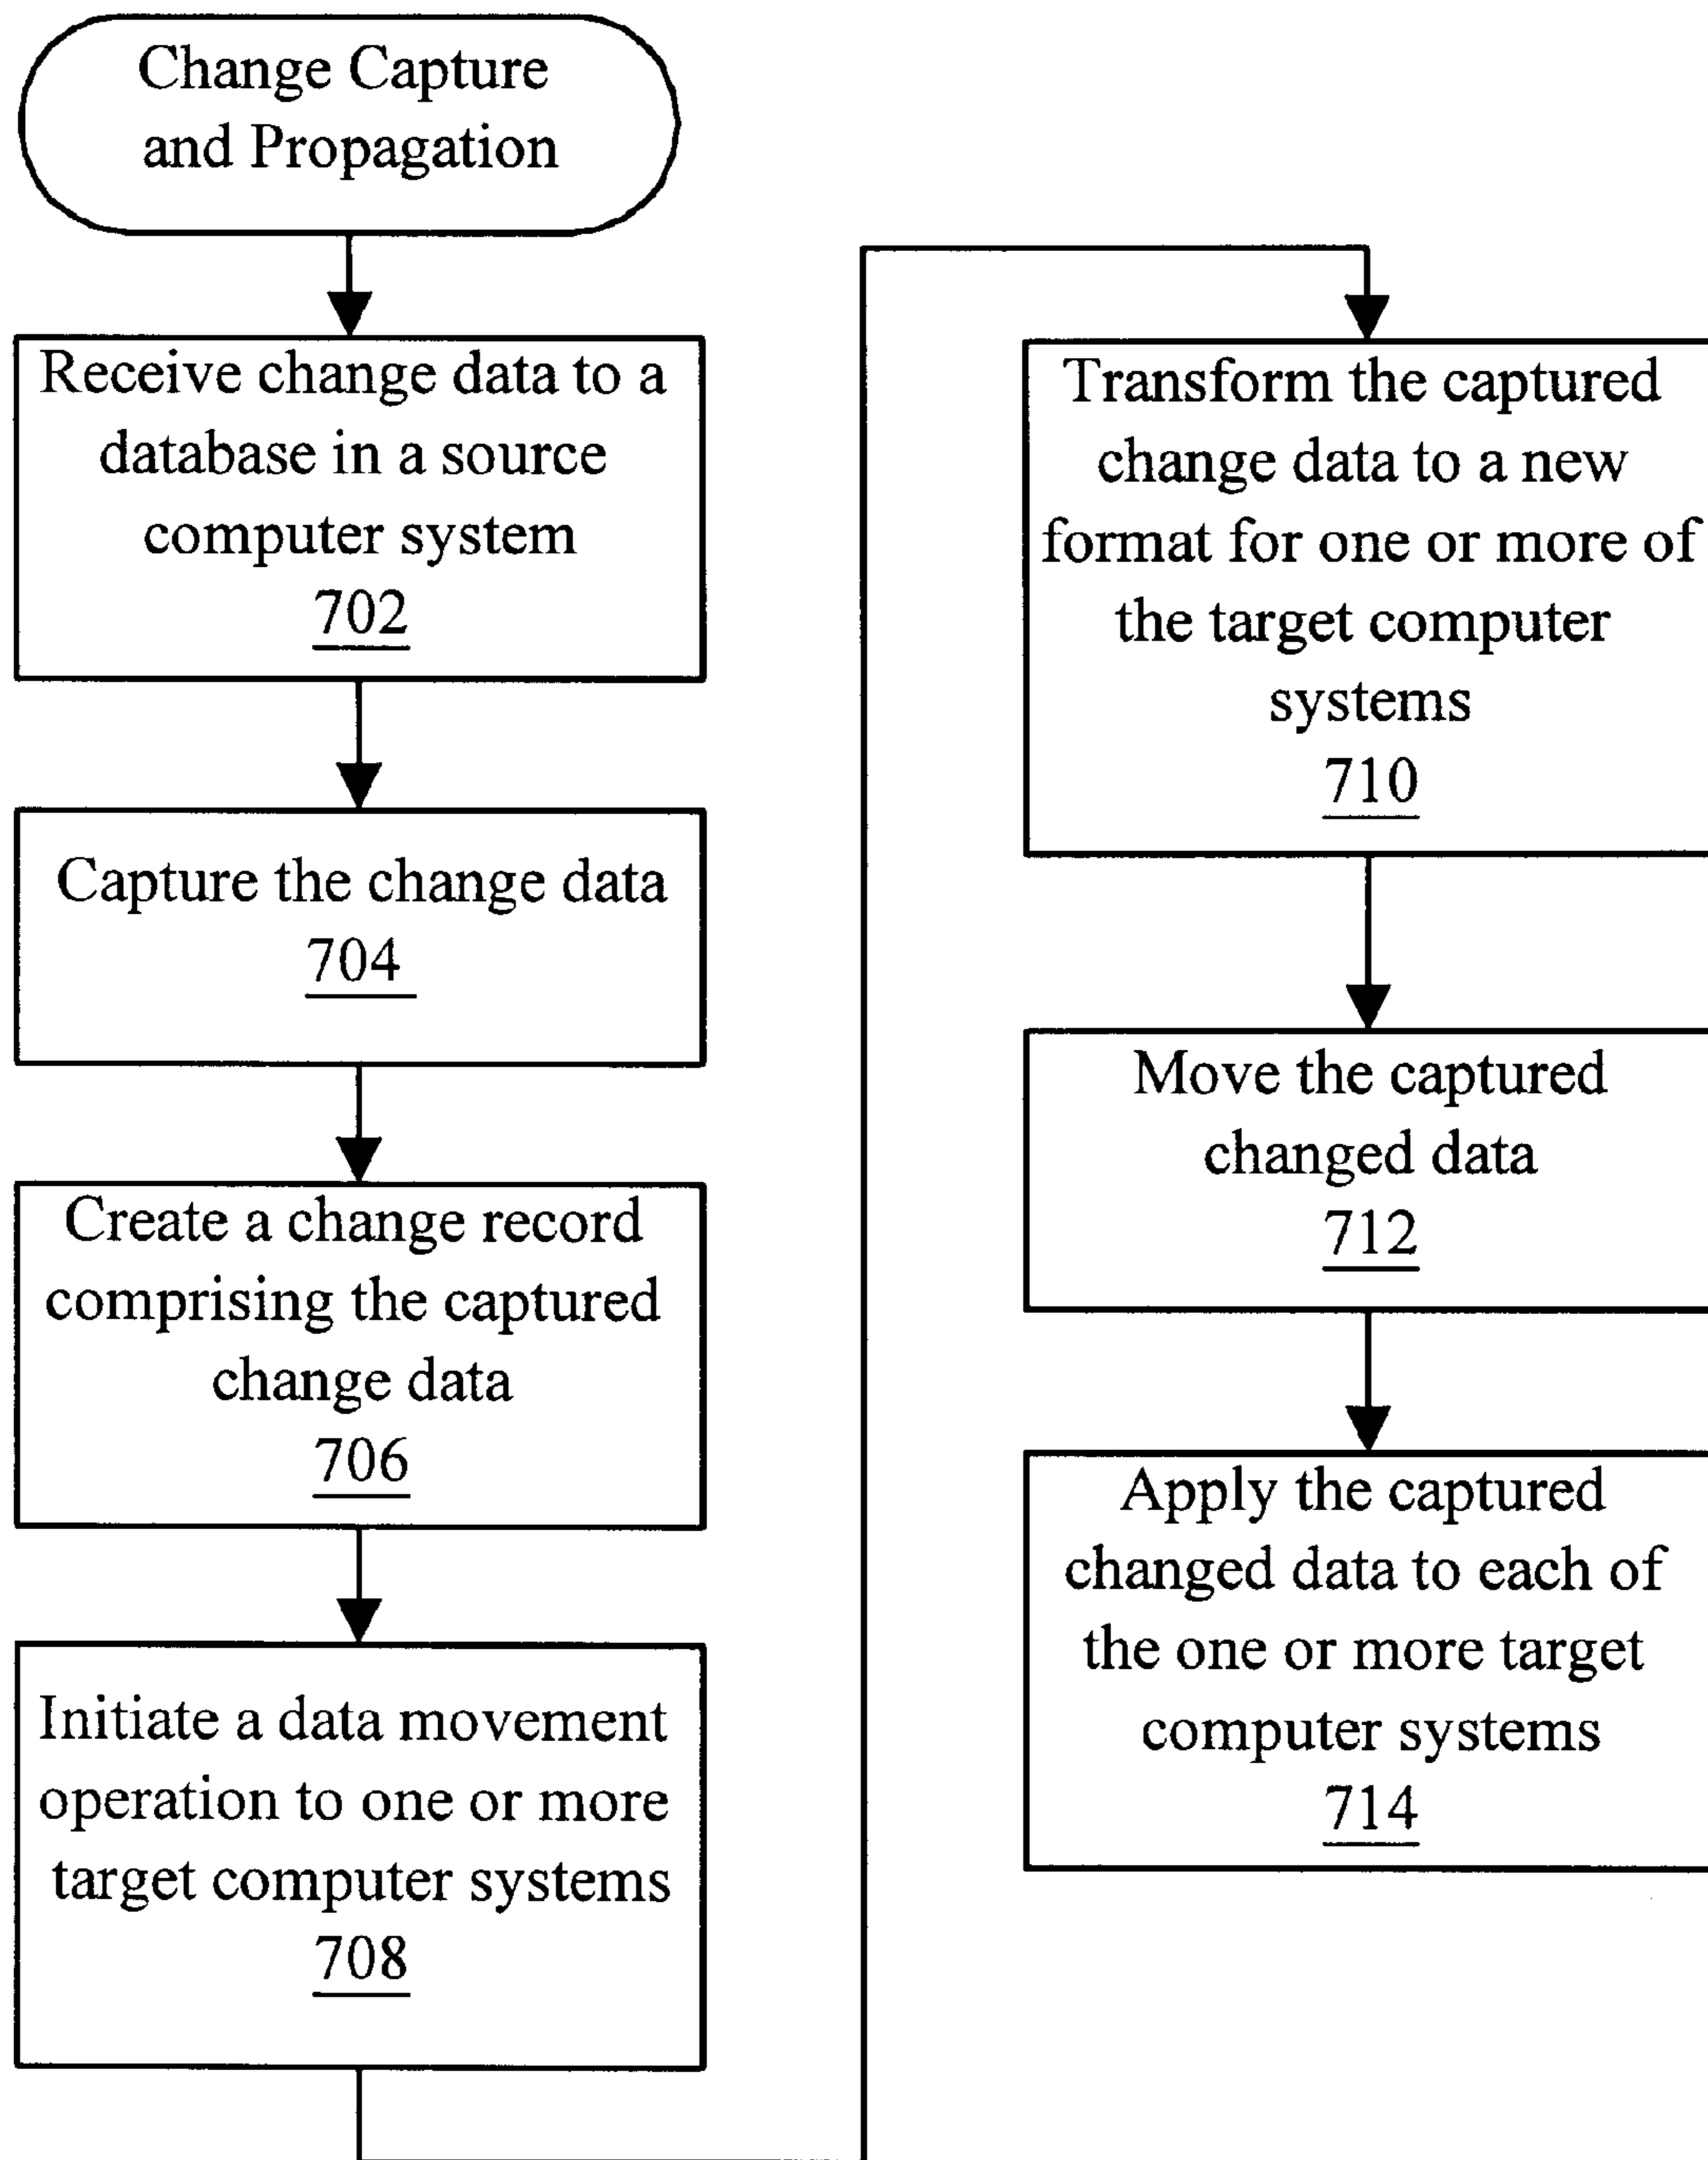 Change Capture
and Propagation
Receive change data to a
database in a source
computer system
702
Capture the change data
704
Create a change record
comprising the captured
change data
706
Initiate a data movement
operation to one or more
target computer systems
708
Transform the captured
change data to a new
format for one or more of
the target computer
systems
710
Move the captured
changed data
712
Apply the captured
changed data to each of
the one or more target
computer systems
714